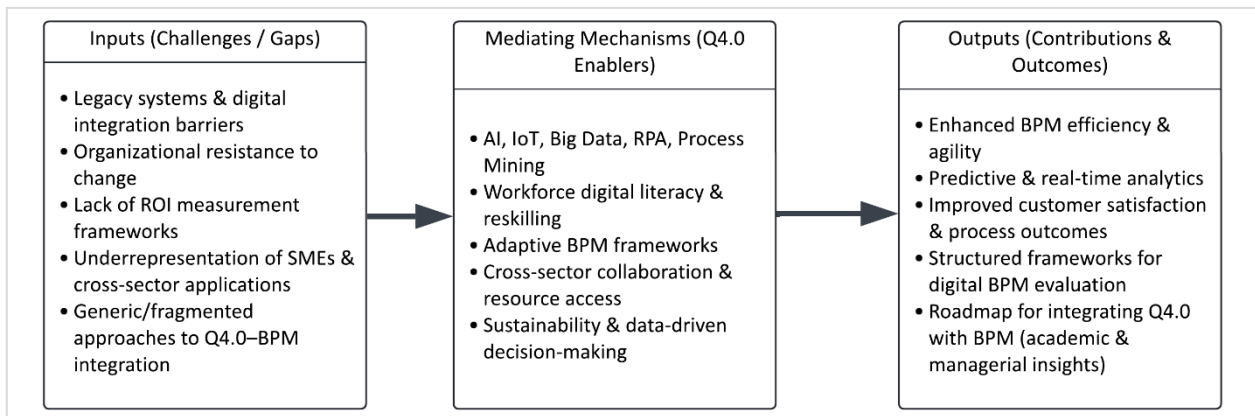 Inputs (Challenges / Gaps)
• Legacy systems & digital
integration barriers
• Organizational resistance to
change
• Lack of ROI measurement
frameworks
• Underrepresentation of SMEs &
cross-sector applications
• Generic/fragmented
approaches to Q4.0–BPM
integration
Mediating Mechanisms (Q4.0
Enablers)
• AI, IoT, Big Data, RPA, Process
Mining
• Workforce digital literacy &
reskilling
• Adaptive BPM frameworks
• Cross-sector collaboration &
resource access
• Sustainability & data-driven
decision-making
Outputs (Contributions &
Outcomes)
• Enhanced BPM efficiency &
agility
• Predictive & real-time analytics
• Improved customer satisfaction
& process outcomes
• Structured frameworks for
digital BPM evaluation
• Roadmap for integrating Q4.0
with BPM (academic &
managerial insights)